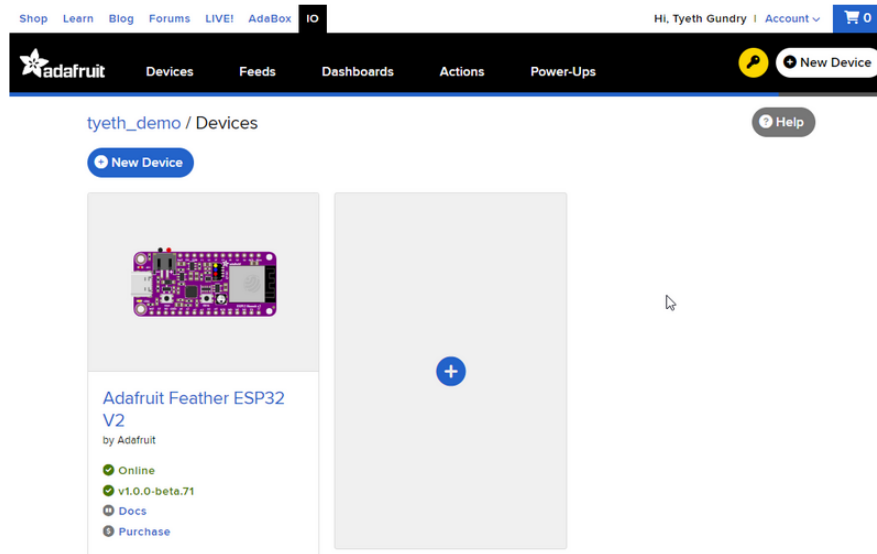 Shop Learn Blog Forums LIVE! AdaBox IO Hi, Tyeth Gundry | Account 0
adafruit Devices Feeds Dashboards Actions Power-Ups New Device
tyeth_demo / Devices ? Help
New Device
Adafruit Feather ESP32
V2
by Adafruit
Online
v1.0.0-beta.71
Docs
$ Purchase